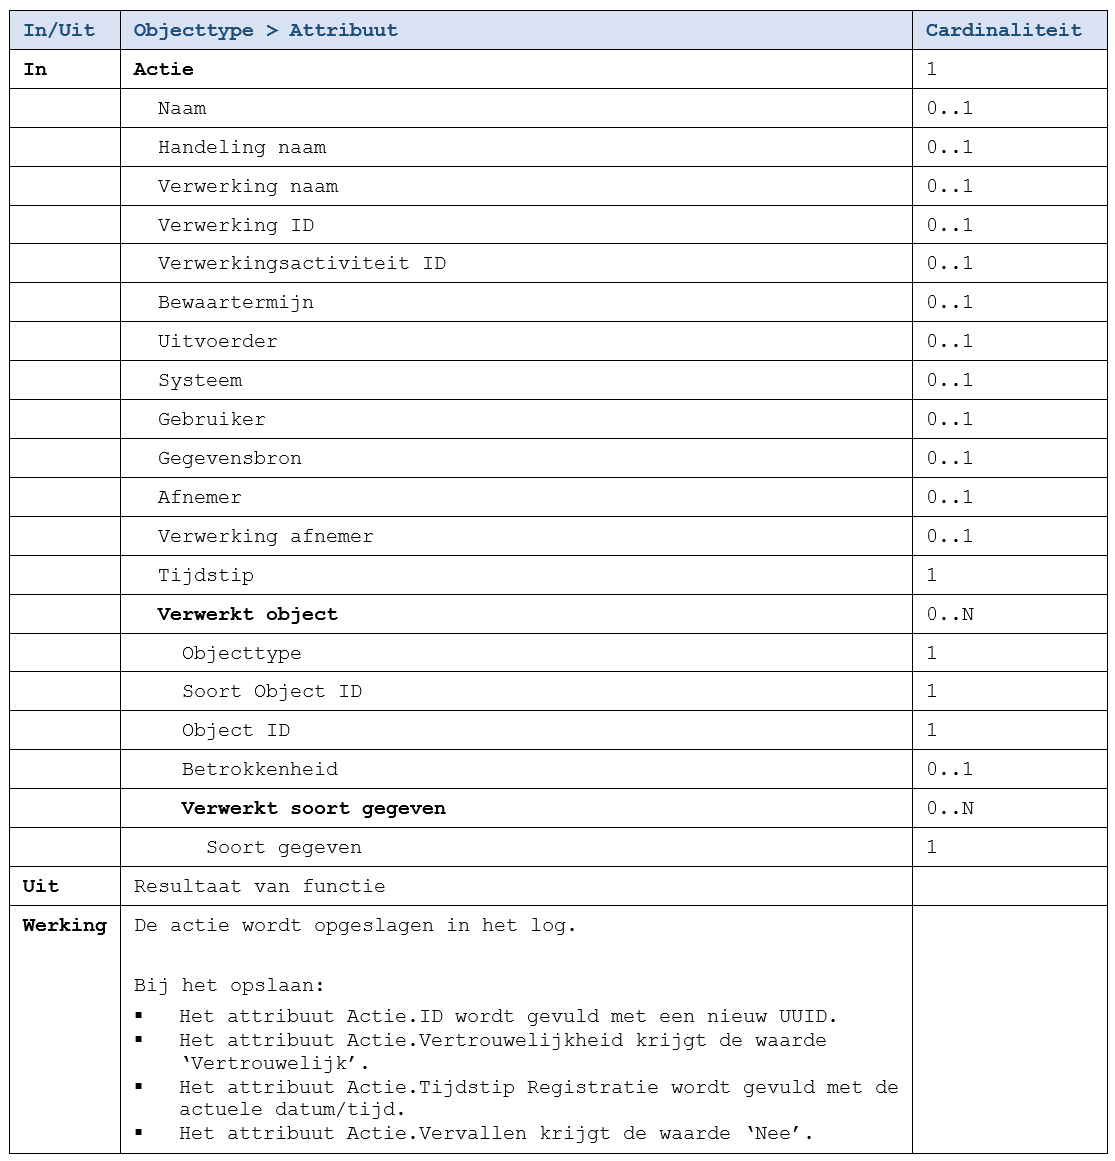 In/Uit Objecttype > Attribuut Cardinaliteit
In Actie 1
Naam 0..1
Handeling naam 0..1
Verwerking naam 0..1
Verwerking ID 0..1
Verwerkingsactiviteit ID 0..1
Bewaartermijn 0..1
Uitvoerder 0..1
Systeem 0..1
Gebruiker 0..1
Gegevensbron 0..1
Afnemer 0..1
Verwerking afnemer 0..1
Tijdstip 1
Verwerkt object 0..N
Objecttype 1
Soort Object ID 1
Object ID 1
Betrokkenheid 0..1
Verwerkt soort gegeven 0..N
Soort gegeven 1
Uit Resultaat van functie
Werking De actie wordt opgeslagen in het log.
Bij het opslaan:
▪ Het attribuut Actie.ID wordt gevuld met een nieuw UUID.
▪ Het attribuut Actie.Vertrouwelijkheid krijgt de waarde
‘Vertrouwelijk’.
▪ Het attribuut Actie.Tijdstip Registratie wordt gevuld met de
actuele datum/tijd.
▪ Het attribuut Actie.Vervallen krijgt de waarde ‘Nee’.